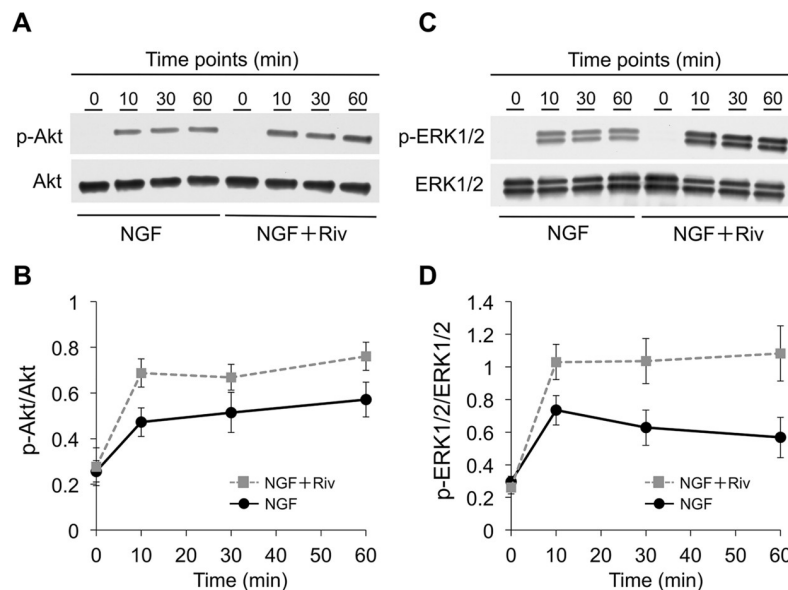 A
Time points (min)
0 10 30 60 0 10 30 60
p-Akt
Akt
NGF NGF+Riv
C
Time points (min)
0 10 30 60 0 10 30 60
p-ERK1/2
ERK1/2
NGF NGF+Riv
B
p-Akt/Akt
1
0.8
0.6
0.4
0.2
0
NGF+Riv
NGF
0 10 20 30 40 50 60
Time (min)
D
p-ERK1/2/ERK1/2
1.4
1.2
1
0.8
0.6
0.4
0.2
0
NGF+Riv
NGF
0 10 20 30 40 50 60
Time (min)